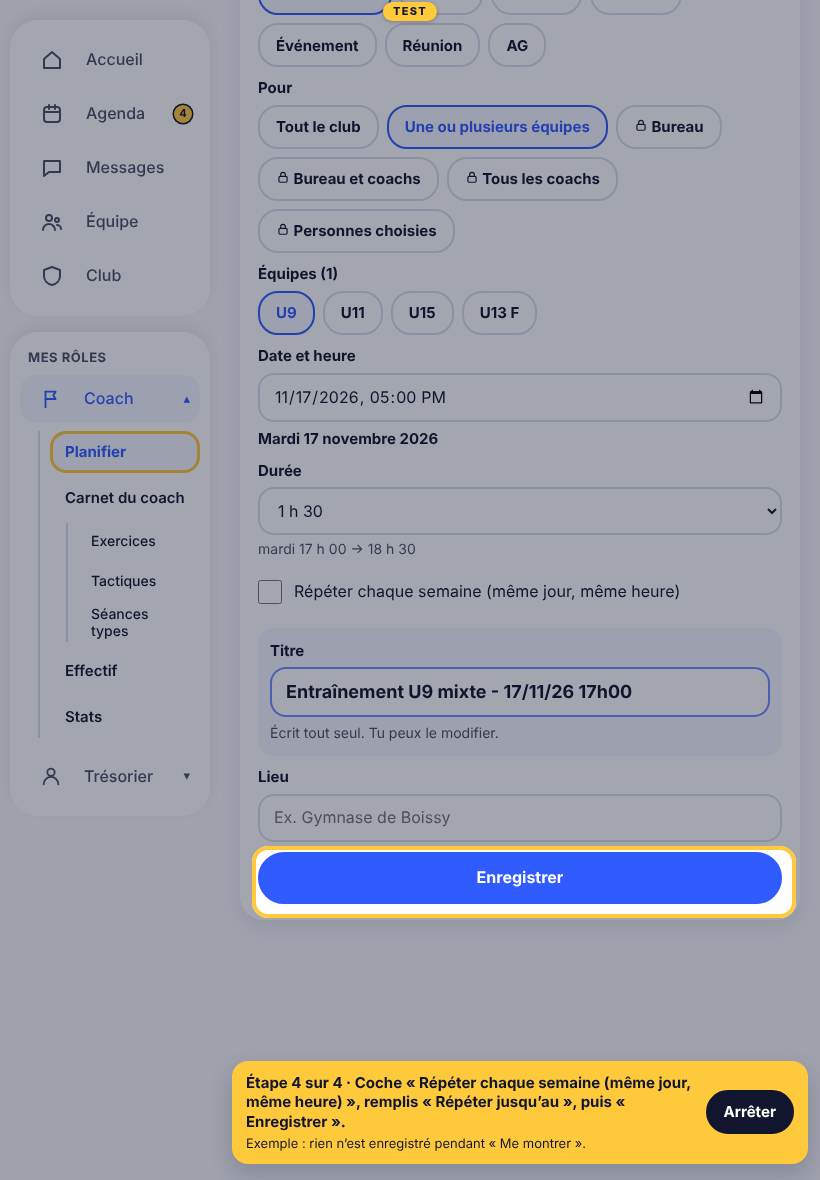 TEST
Accueil
Agenda 4
Messages
Équipe
Club
MES RÔLES
Coach
Planifier
Carnet du coach
Exercices
Tactiques
Séances
types
Effectif
Stats
Trésorier
Événement Réunion AG
Pour
Tout le club Une ou plusieurs équipes Bureau
Bureau et coachs Tous les coachs
Personnes choisies
Équipes (1)
U9 U11 U15 U13 F
Date et heure
11/17/2026, 05:00 PM
Mardi 17 novembre 2026
Durée
1 h 30
mardi 17 h 00 → 18 h 30
Répéter chaque semaine (même jour, même heure)
Titre
Entraînement U9 mixte - 17/11/26 17h00
Écrit tout seul. Tu peux le modifier.
Lieu
Ex. Gymnase de Boissy
Enregistrer
Étape 4 sur 4 · Coche « Répéter chaque semaine (même jour,
même heure) », remplis « Répéter jusqu’au », puis «
Enregistrer ».
Exemple : rien n’est enregistré pendant « Me montrer ».
Arrêter